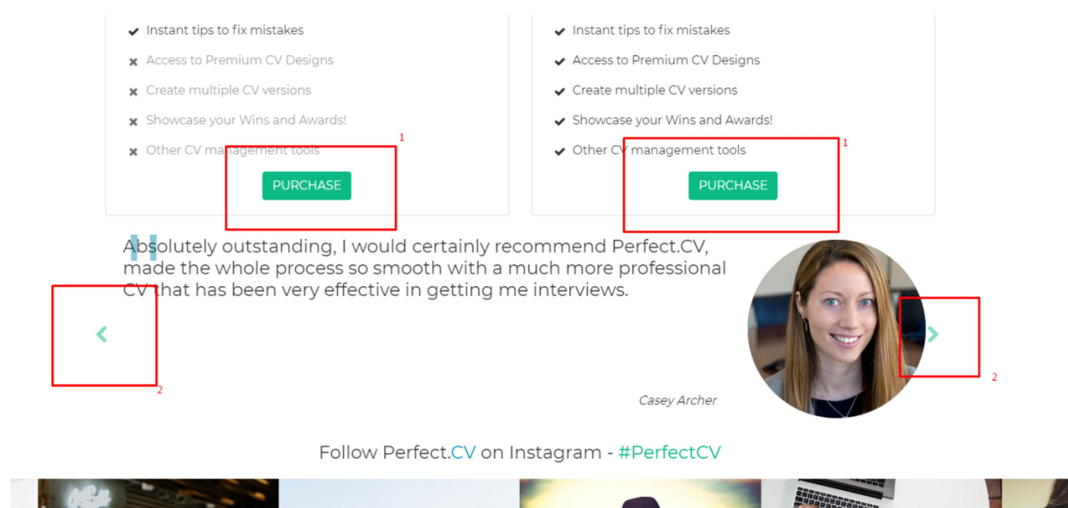 Instant tips to fix mistakes
Access to Premium CV Designs
Create multiple CV versions
Showcase your Wins and Awards!
Other CV management tools
1
PURCHASE
Instant tips to fix mistakes
Access to Premium CV Designs
Create multiple CV versions
Showcase your Wins and Awards!
Other CV management tools
1
PURCHASE
"
Absolutely outstanding, I would certainly recommend Perfect.CV,
made the whole process so smooth with a much more professional
CV that has been very effective in getting me interviews.
2
2
Casey Archer
Follow Perfect.CV on Instagram - #PerfectCV